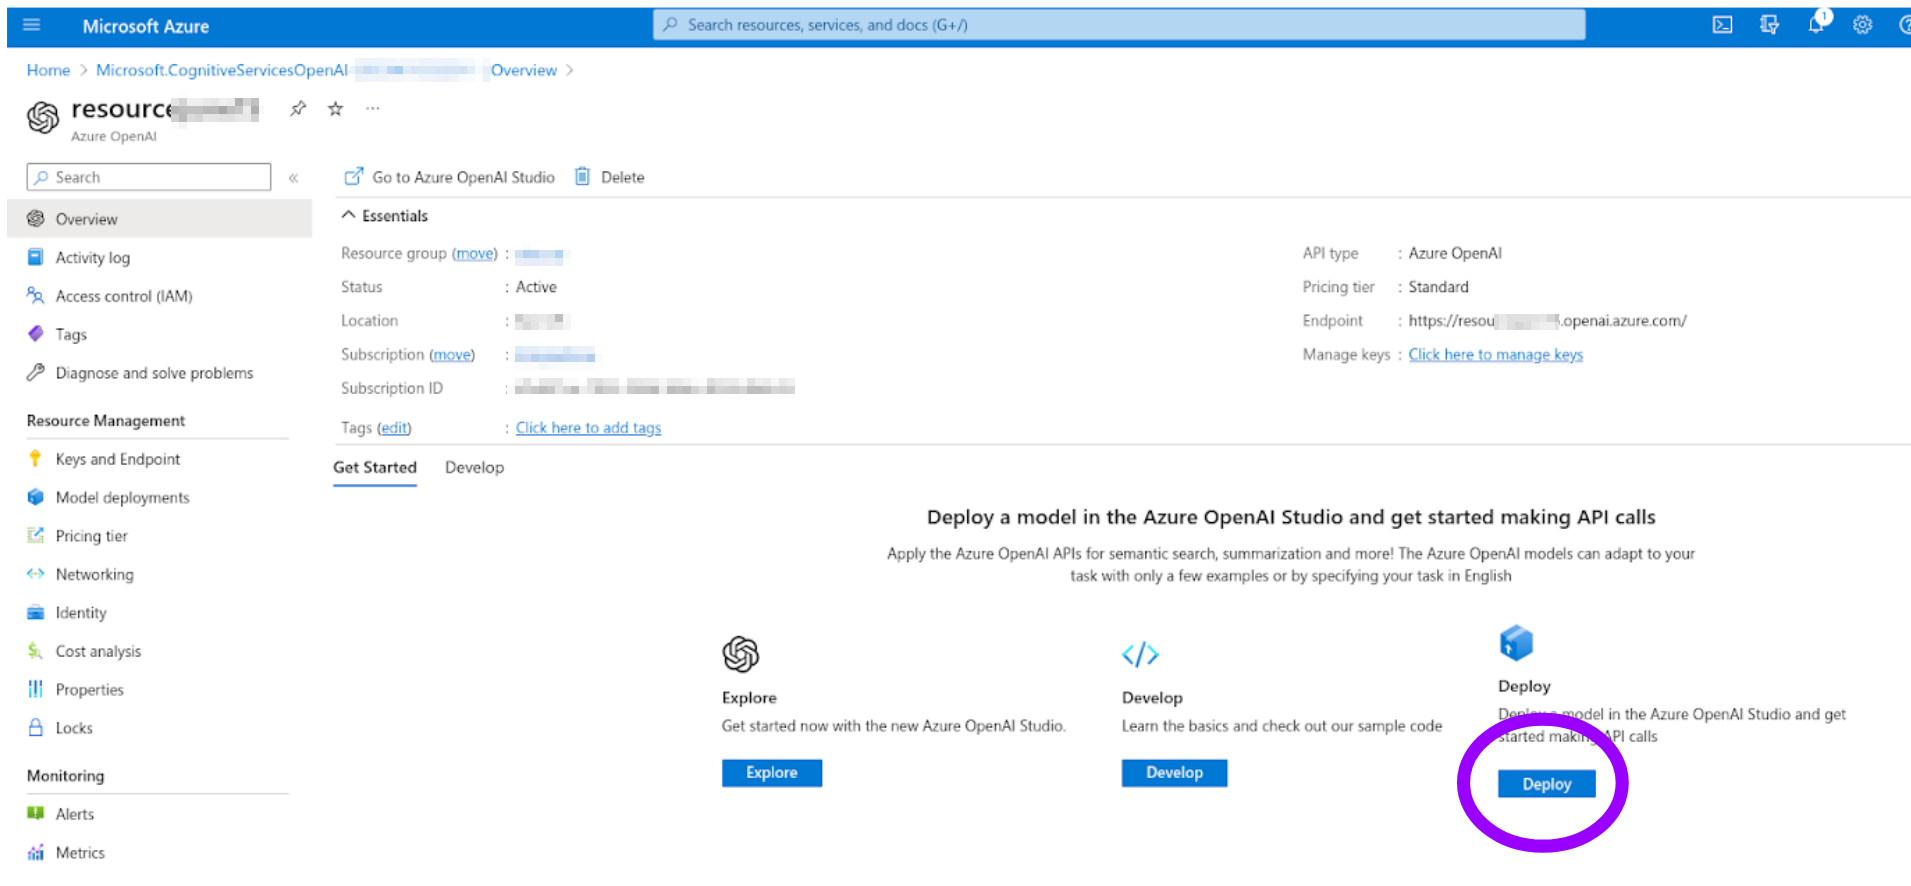 Microsoft Azure
Search resources, services, and docs (G+/)
1
Home > Microsoft.CognitiveServicesOpenAI Overview >
resource
Azure OpenAI
Search
Go to Azure OpenAI Studio
Delete
Overview
Activity log
Access control (IAM)
Tags
Diagnose and solve problems
Resource Management
Keys and Endpoint
Model deployments
Pricing tier
Networking
Identity
Cost analysis
Properties
Locks
Monitoring
Alerts
Metrics
Essentials
Resource group (move) :
Status : Active
Location :
Subscription (move) :
Subscription ID :
Tags (edit) : Click here to add tags
API type : Azure OpenAI
Pricing tier : Standard
Endpoint : https://resou .openai.azure.com/
Manage keys : Click here to manage keys
Get Started Develop
Deploy a model in the Azure OpenAI Studio and get started making API calls
Apply the Azure OpenAI APIs for semantic search, summarization and more! The Azure OpenAI models can adapt to your
task with only a few examples or by specifying your task in English
Explore
Get started now with the new Azure OpenAI Studio.
Explore
Develop
Learn the basics and check out our sample code
Develop
Deploy
Deploy a model in the Azure OpenAI Studio and get
started making API calls
Deploy